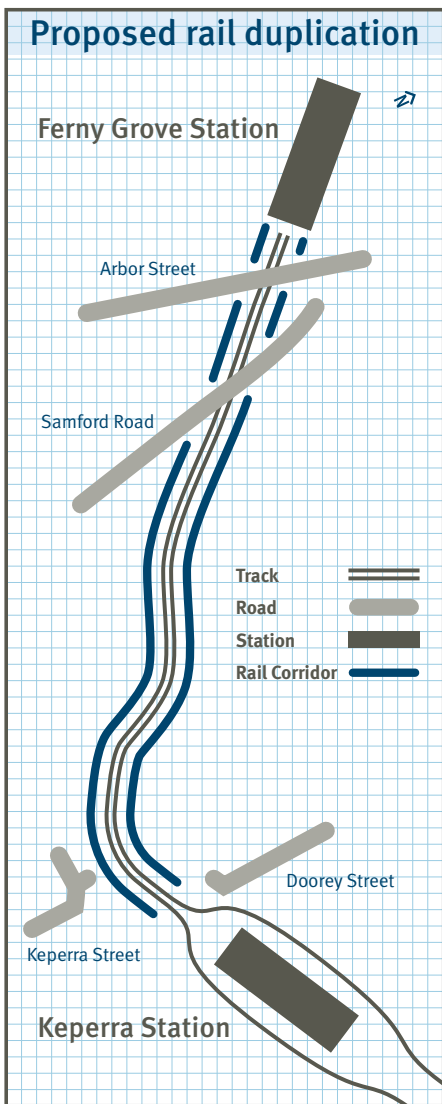 Proposed rail duplication
N
Ferny Grove Station
Arbor Street
Samford Road
Track
Road
Station
Rail Corridor
Doorey Street
Keperra Street
Keperra Station